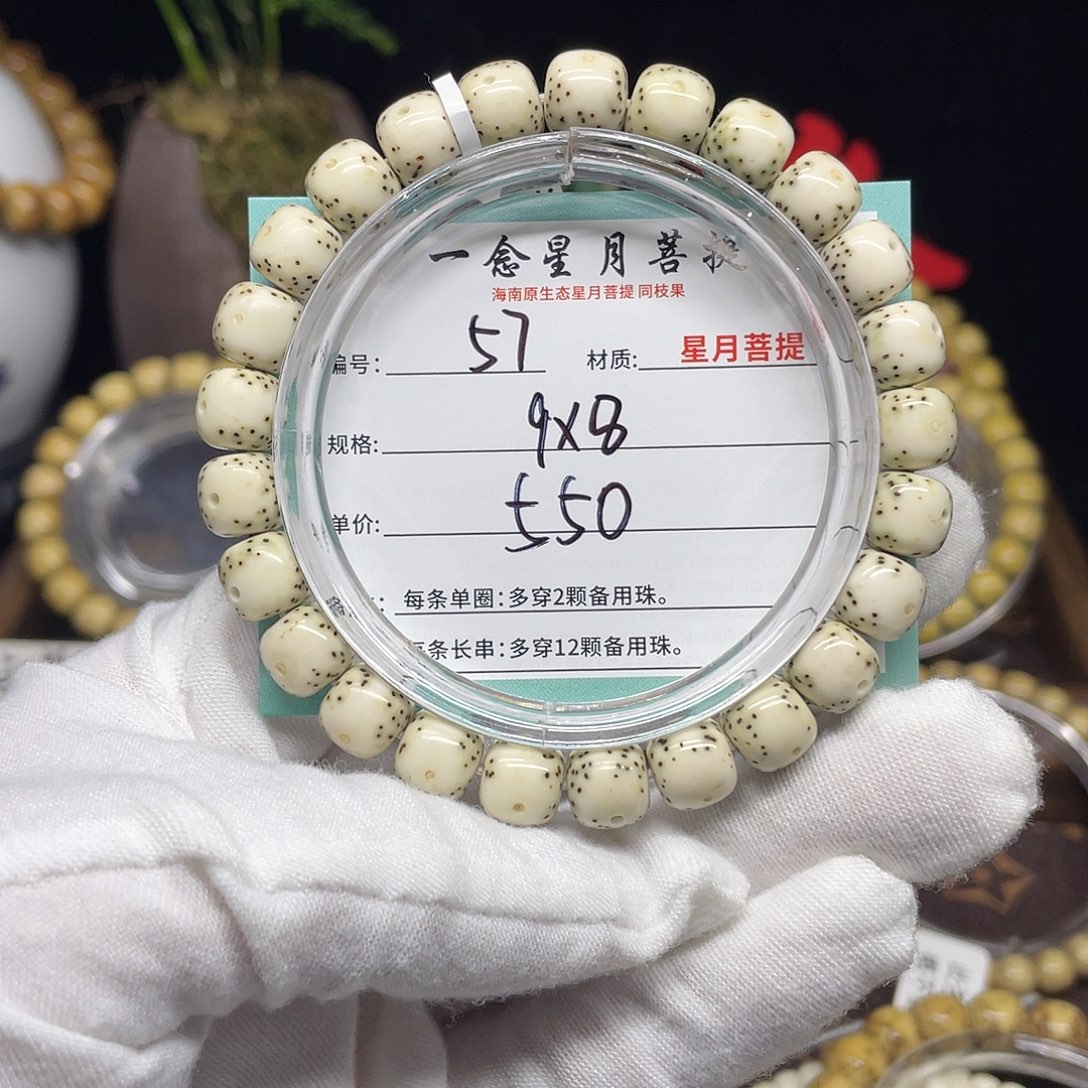 一念星月菩提
海南原生态星月菩提 同枝果
编号: 57 材质: 星月菩提
规格: 9x8
单价: 550
: 每条单圈:多穿2颗备用珠。
每条长串:多穿12颗备用珠。